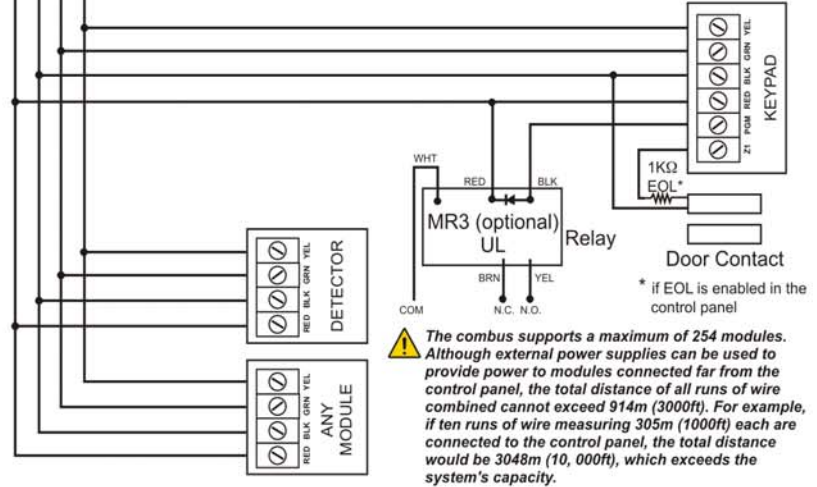 YEL
GRN
BLK
RED
PGM
Z1
KEYPAD
WHT
RED
BLK
1KΩ
EOL*
MR3 (optional)
UL
Relay
BRN
YEL
COM
N.C. N.O.
Door Contact
* if EOL is enabled in the
control panel
YEL
GRN
BLK
RED
DETECTOR
YEL
GRN
BLK
RED
ANY
MODULE
The combus supports a maximum of 254 modules.
Although external power supplies can be used to
provide power to modules connected far from the
control panel, the total distance of all runs of wire
combined cannot exceed 914m (3000ft). For example,
if ten runs of wire measuring 305m (1000ft) each are
connected to the control panel, the total distance
would be 3048m (10, 000ft), which exceeds the
system's capacity.